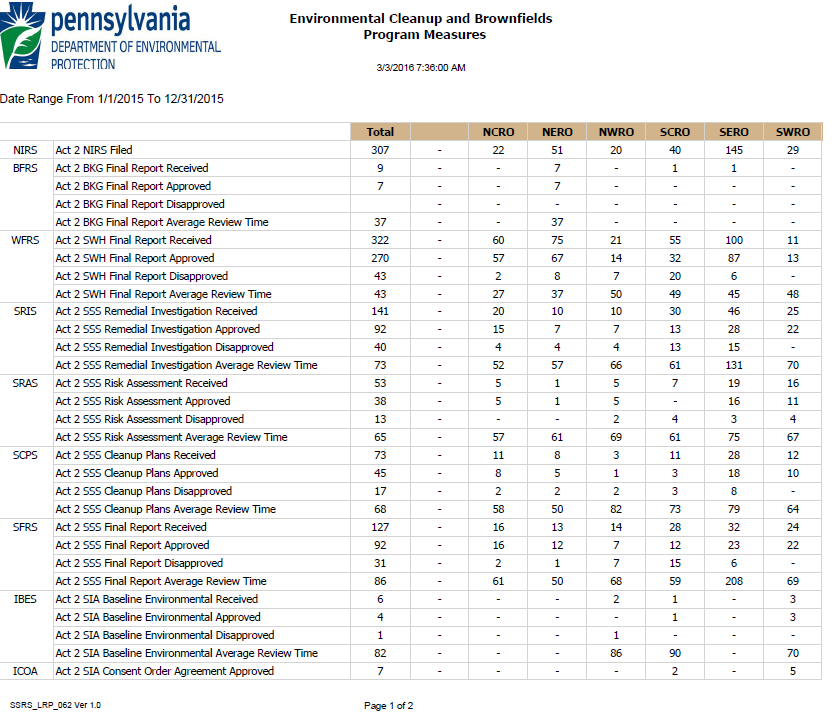 pennsylvania
DEPARTMENT OF ENVIRONMENTAL
PROTECTION
Environmental Cleanup and Brownfields
Program Measures
3/3/2016 7:36:00 AM
Date Range From 1/1/2015 To 12/31/2015
Total NCRO NERO NWRO SCRO SERO SWRO
NIRS Act 2 NIRS Filed 307 - 22 51 20 40 145 29
BFRS Act 2 BKG Final Report Received 9 - - 7 - 1 1 -
Act 2 BKG Final Report Approved 7 - - 7 - - - -
Act 2 BKG Final Report Disapproved - - - - - - -
Act 2 BKG Final Report Average Review Time 37 - - 37 - - - -
WFRS Act 2 SWH Final Report Received 322 - 60 75 21 55 100 11
Act 2 SWH Final Report Approved 270 - 57 67 14 32 87 13
Act 2 SWH Final Report Disapproved 43 - 2 8 7 20 6 -
Act 2 SWH Final Report Average Review Time 43 - 27 37 50 49 45 48
SRIS Act 2 SSS Remedial Investigation Received 141 - 20 10 10 30 46 25
Act 2 SSS Remedial Investigation Approved 92 - 15 7 7 13 28 22
Act 2 SSS Remedial Investigation Disapproved 40 - 4 4 4 13 15 -
Act 2 SSS Remedial Investigation Average Review Time 73 - 52 57 66 61 131 70
SRAS Act 2 SSS Risk Assessment Received 53 - 5 1 5 7 19 16
Act 2 SSS Risk Assessment Approved 38 - 5 1 5 - 16 11
Act 2 SSS Risk Assessment Disapproved 13 - - - 2 4 3 4
Act 2 SSS Risk Assessment Average Review Time 65 - 57 61 69 61 75 67
SCPS Act 2 SSS Cleanup Plans Received 73 - 11 8 3 11 28 12
Act 2 SSS Cleanup Plans Approved 45 - 8 5 1 3 18 10
Act 2 SSS Cleanup Plans Disapproved 17 - 2 2 2 3 8 -
Act 2 SSS Cleanup Plans Average Review Time 68 - 58 50 82 73 79 64
SFRS Act 2 SSS Final Report Received 127 - 16 13 14 28 32 24
Act 2 SSS Final Report Approved 92 - 16 12 7 12 23 22
Act 2 SSS Final Report Disapproved 31 - 2 1 7 15 6 -
Act 2 SSS Final Report Average Review Time 86 - 61 50 68 59 208 69
IBES Act 2 SIA Baseline Environmental Received 6 - - - 2 1 - 3
Act 2 SIA Baseline Environmental Approved 4 - - - - 1 - 3
Act 2 SIA Baseline Environmental Disapproved 1 - - - 1 - - -
Act 2 SIA Baseline Environmental Average Review Time 82 - - - 86 90 - 70
ICOA Act 2 SIA Consent Order Agreement Approved 7 - - - - 2 - 5
SSRS_LRP_062 Ver 1.0
Page 1 of 2